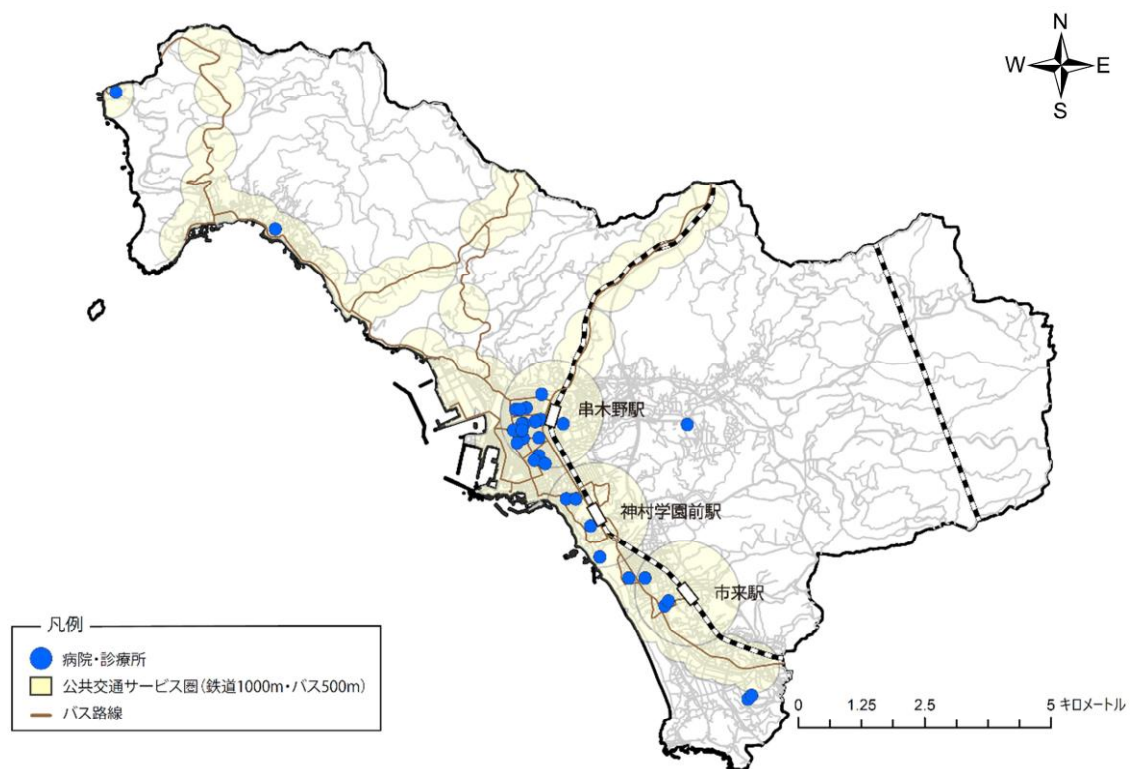 N
W E
S
串木野駅
神村学園前駅
市来駅
凡例
病院・診療所
公共交通サービス圏(鉄道1000m・バス500m)
バス路線
0 1.25 2.5 5 キロメートル